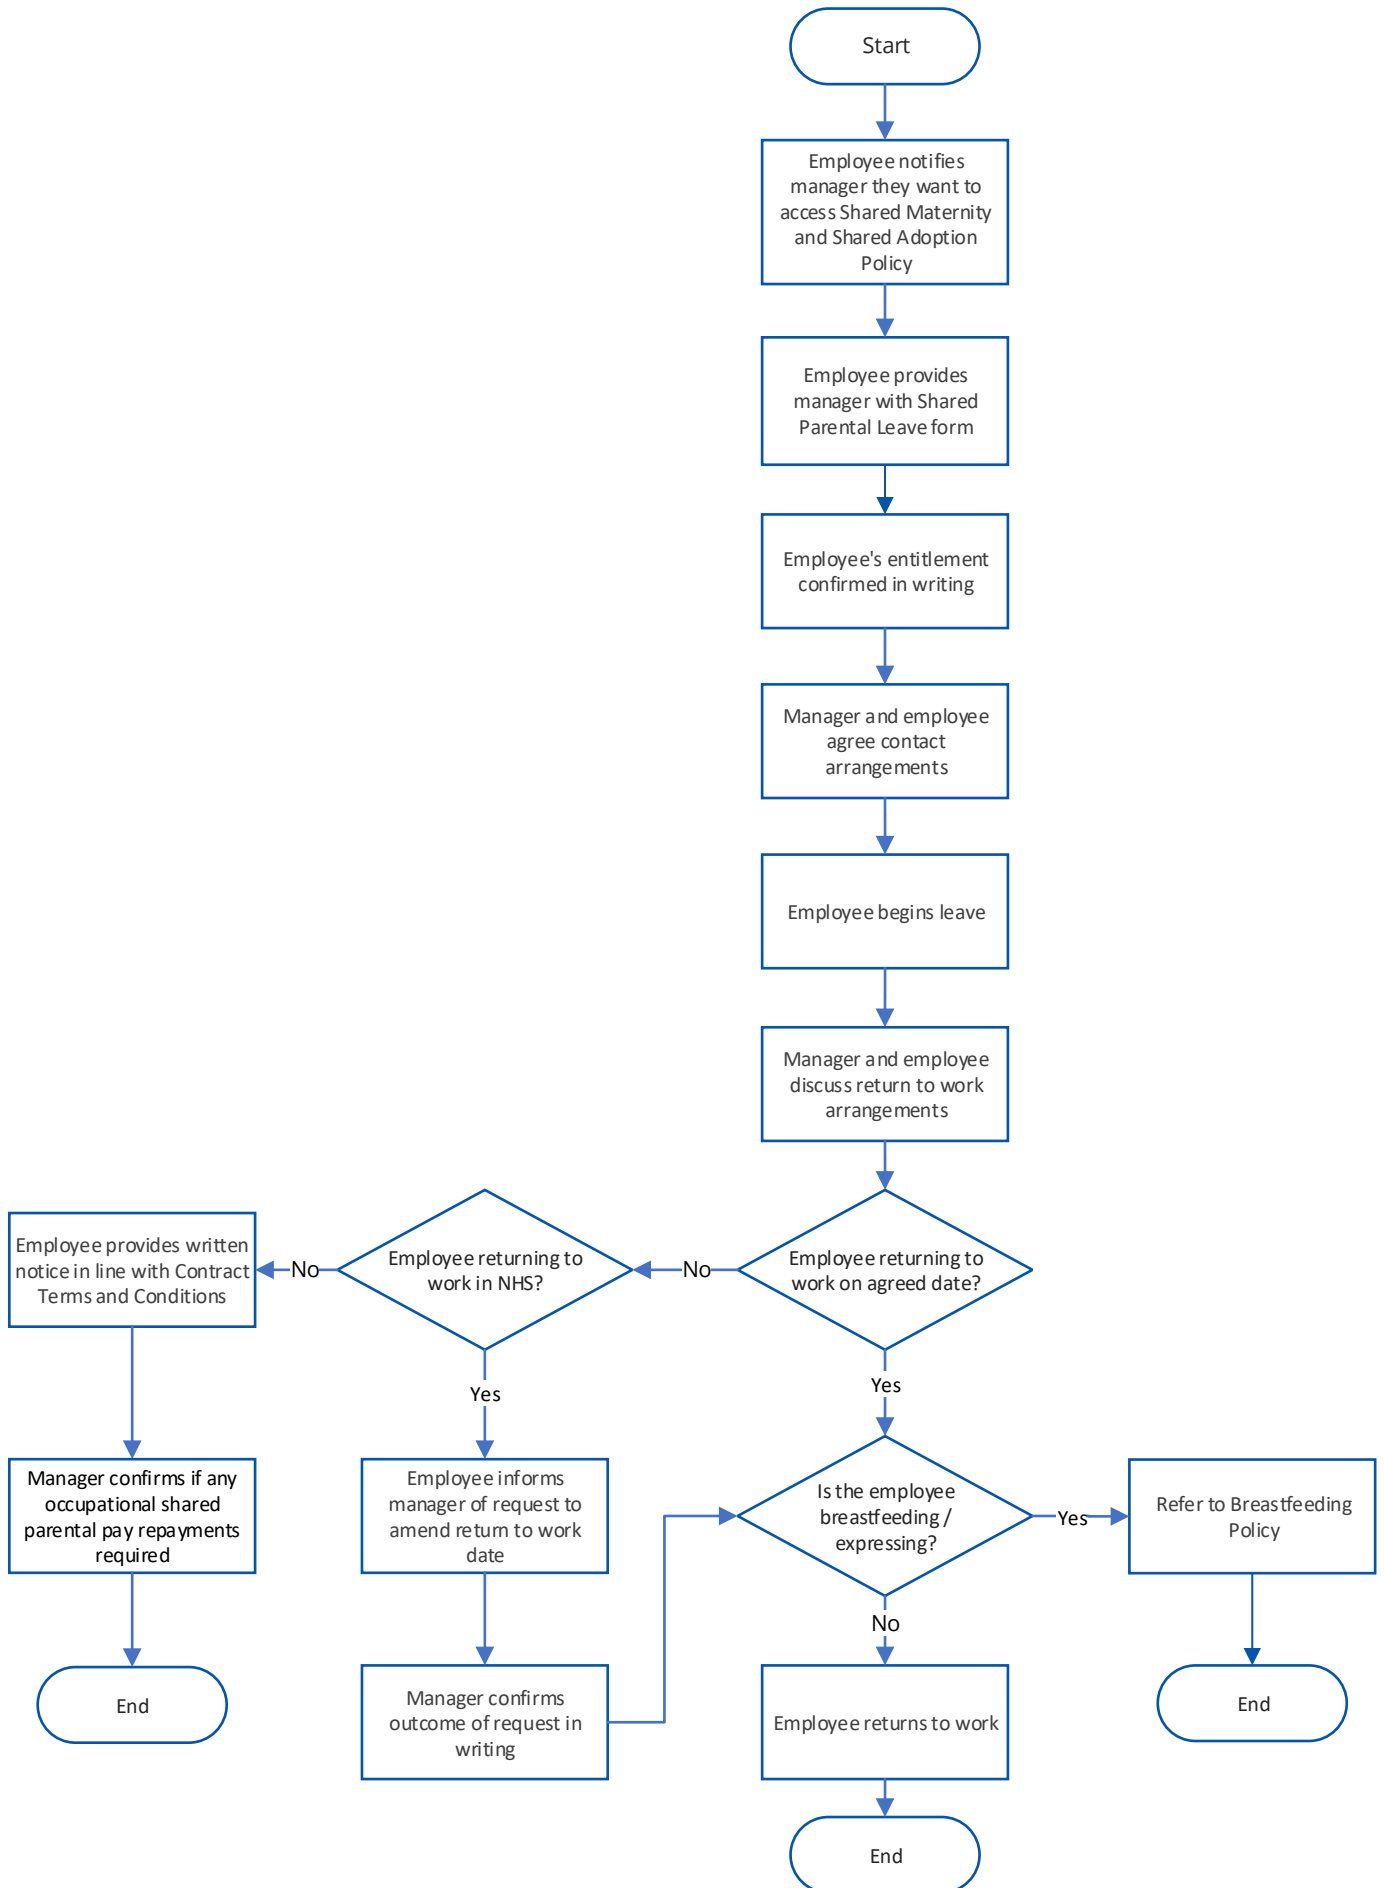 Start
Employee notifies
manager they want to
access Shared Maternity
and Shared Adoption
Policy
Employee provides
manager with Shared
Parental Leave form
Employee's entitlement
confirmed in writing
Manager and employee
agree contact
arrangements
Employee begins leave
Manager and employee
discuss return to work
arrangements
Employee returning to
work on agreed date?
No
Employee returning to
work in NHS?
No
Employee provides written
notice in line with Contract
Terms and Conditions
Yes
Yes
Manager confirms if any
occupational shared
parental pay repayments
required
Employee informs
manager of request to
amend return to work
date
Is the employee
breastfeeding /
expressing?
Yes
Refer to Breastfeeding
Policy
No
End
Manager confirms
outcome of request in
writing
Employee returns to work
End
End